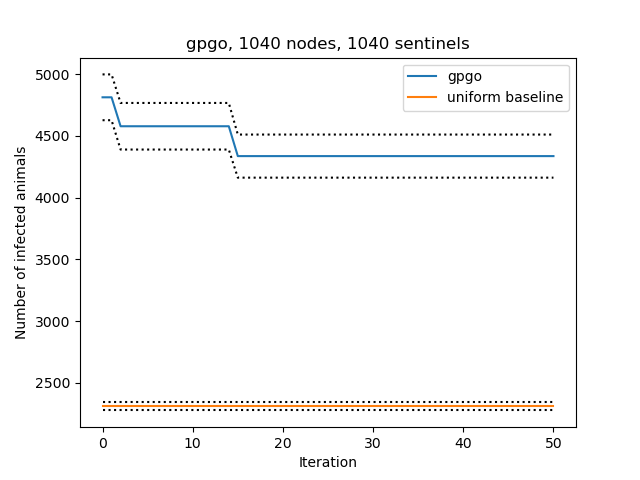 gpgo, 1040 nodes, 1040 sentinels
gpgo
uniform baseline
Number of infected animals
5000
4500
4000
3500
3000
2500
0 10 20 30 40 50
Iteration